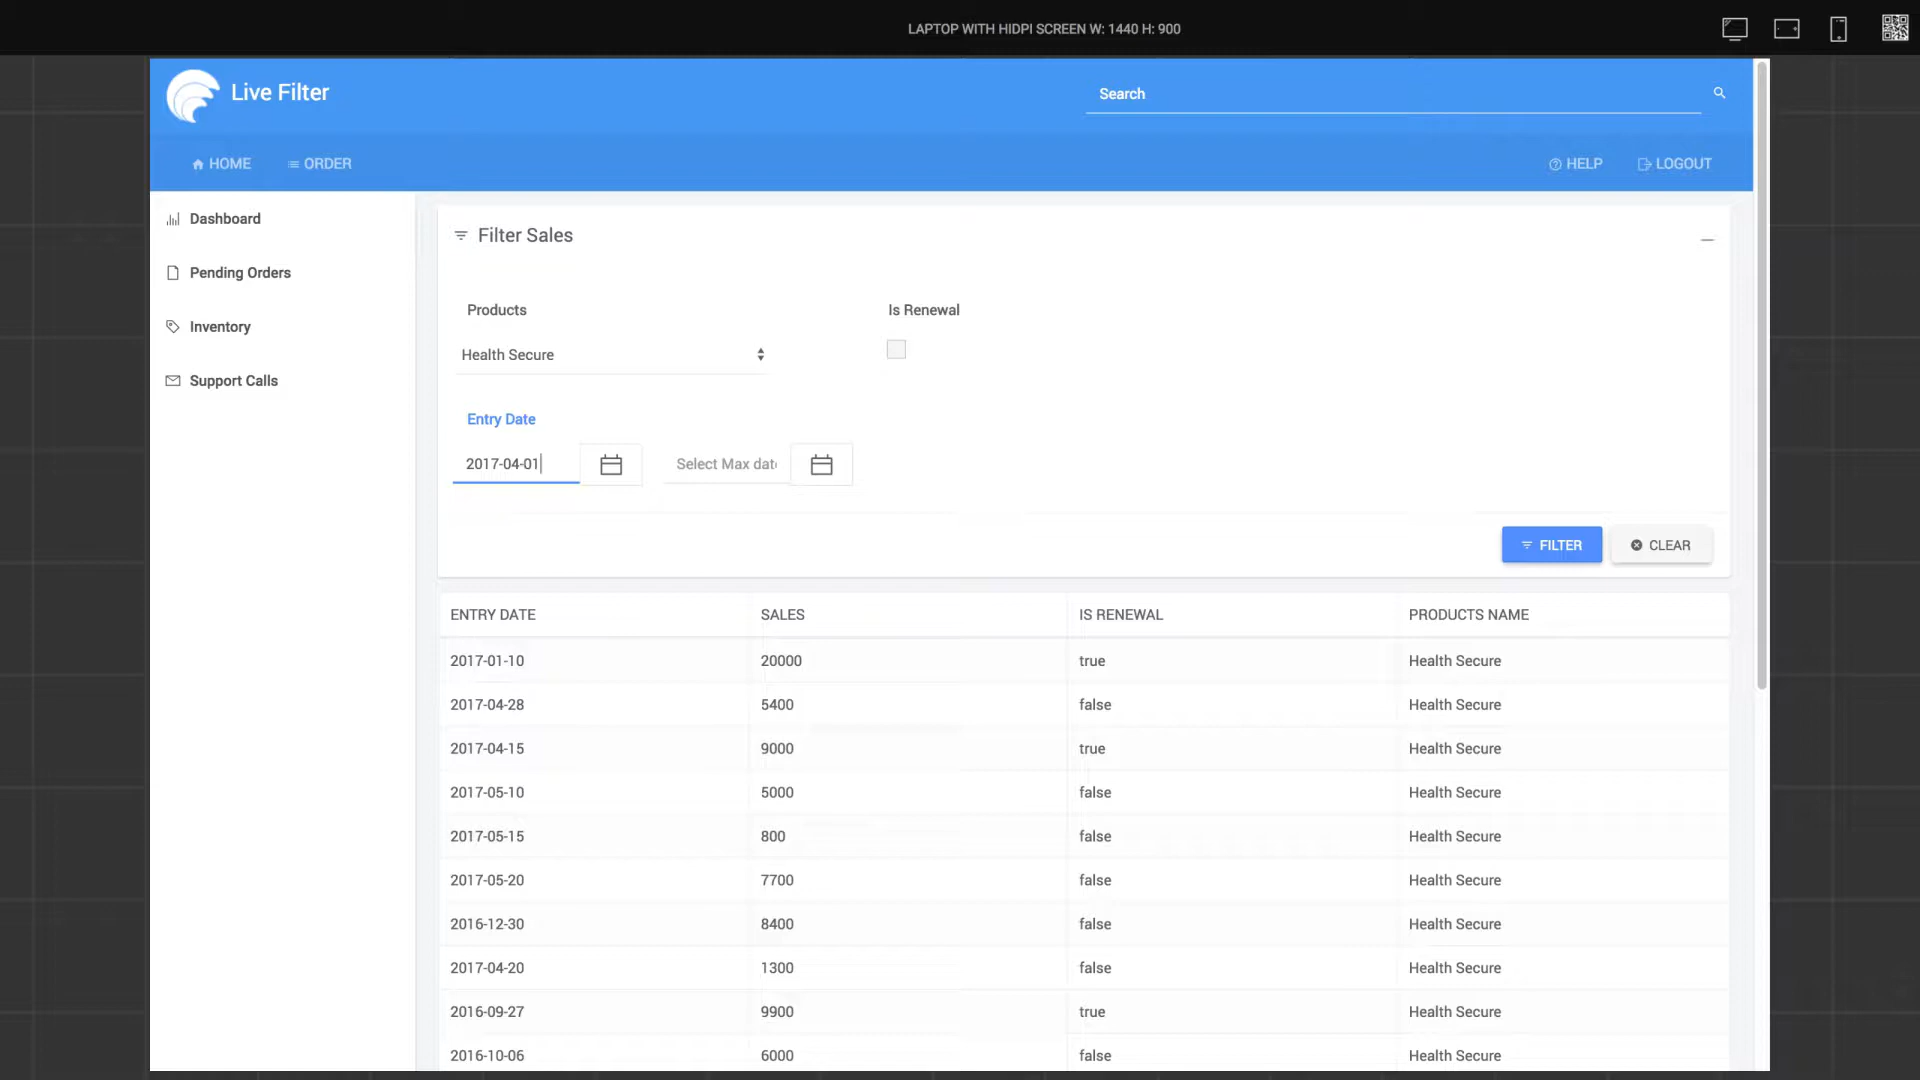 LAPTOP WITH HIDPI SCREEN W: 1440 H: 900
Live Filter
Search
HOME ORDER HELP LOGOUT
Dashboard
Pending Orders
Inventory
Support Calls
Filter Sales
Products Is Renewal
Health Secure
Entry Date
2017-04-01 Select Max dat
FILTER CLEAR
ENTRY DATE SALES IS RENEWAL PRODUCTS NAME
2017-01-10 20000 true Health Secure
2017-04-28 5400 false Health Secure
2017-04-15 9000 true Health Secure
2017-05-10 5000 false Health Secure
2017-05-15 800 false Health Secure
2017-05-20 7700 false Health Secure
2016-12-30 8400 false Health Secure
2017-04-20 1300 false Health Secure
2016-09-27 9900 true Health Secure
2016-10-06 6000 false Health Secure